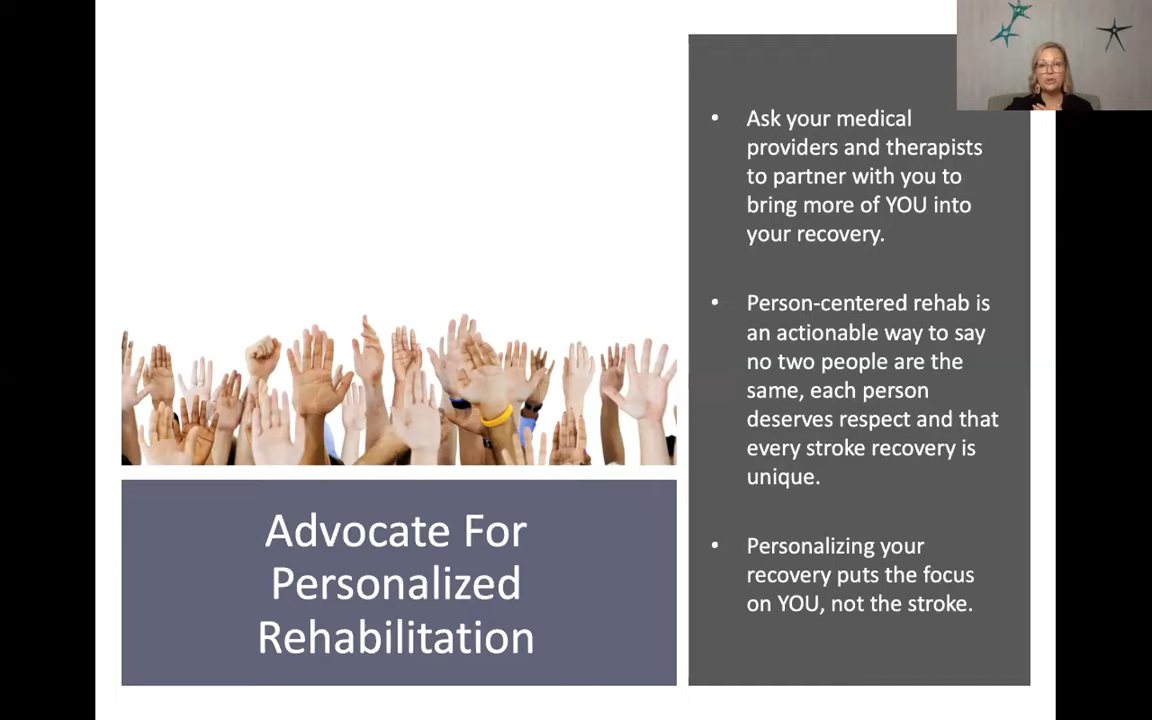 Advocate For
Personalized
Rehabilitation
• Ask your medical
providers and therapists
to partner with you to
bring more of YOU into
your recovery.
• Person-centered rehab is
an actionable way to say
no two people are the
same, each person
deserves respect and that
every stroke recovery is
unique.
• Personalizing your
recovery puts the focus
on YOU, not the stroke.